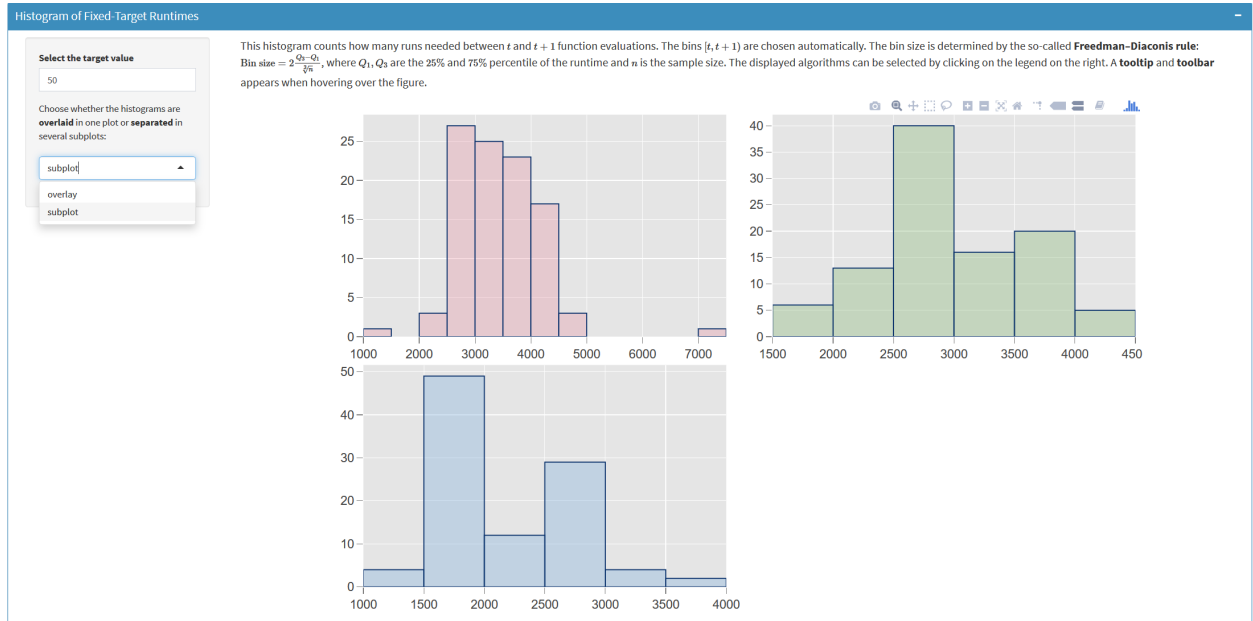 Histogram of Fixed-Target Runtimes
−
Select the target value
50
Choose whether the histograms are
overlaid in one plot or separated in
several subplots:
subplot
overlay
subplot
This histogram counts how many runs needed between t and t + 1 function evaluations. The bins [t, t + 1) are chosen automatically. The bin size is determined by the so-called Freedman–Diaconis rule:
Bin size = 2 Q₃−Q₁/∛n, where Q₁, Q₃ are the 25% and 75% percentile of the runtime and n is the sample size. The displayed algorithms can be selected by clicking on the legend on the right. A tooltip and toolbar
appears when hovering over the figure.
25
20
15
10
5
0
1000 2000 3000 4000 5000 6000 7000
40
35
30
25
20
15
10
5
0
1500 2000 2500 3000 3500 4000 450
50
40
30
20
10
0
1000 1500 2000 2500 3000 3500 4000